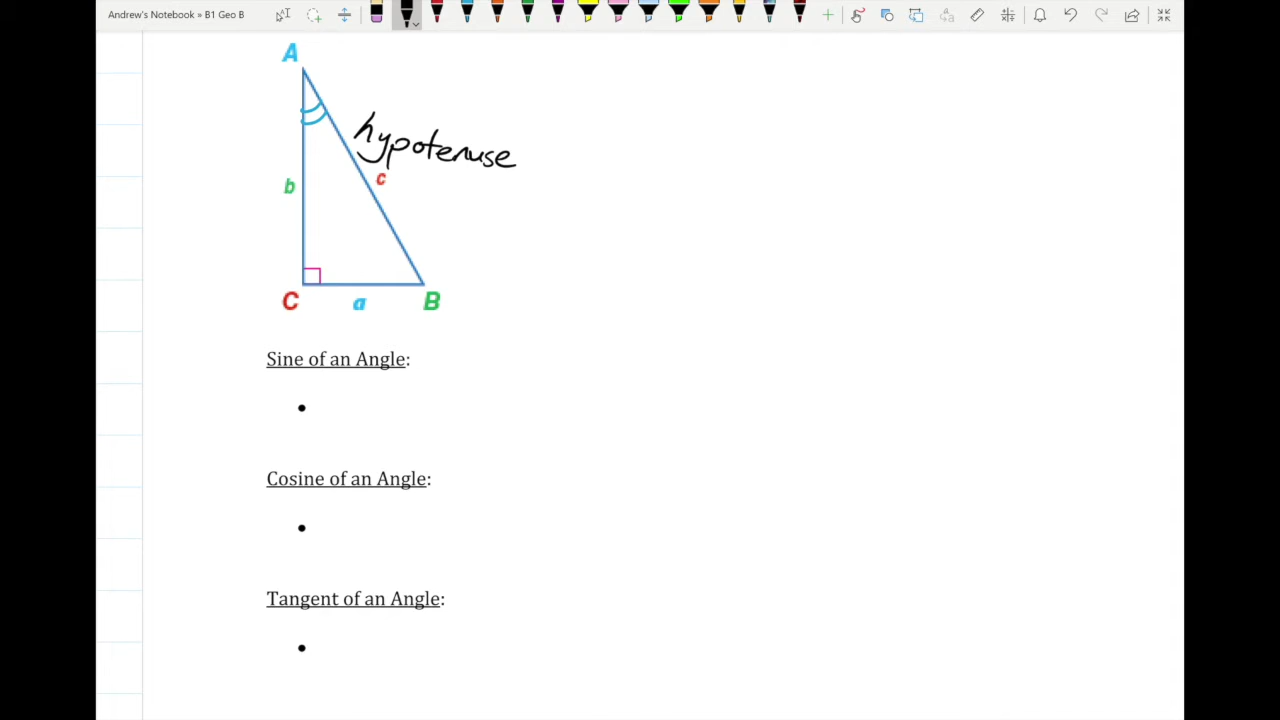 Andrew's Notebook » B1 Geo B
A
hypotenuse
b
c
C
a
B
Sine of an Angle:
•
Cosine of an Angle:
•
Tangent of an Angle:
•